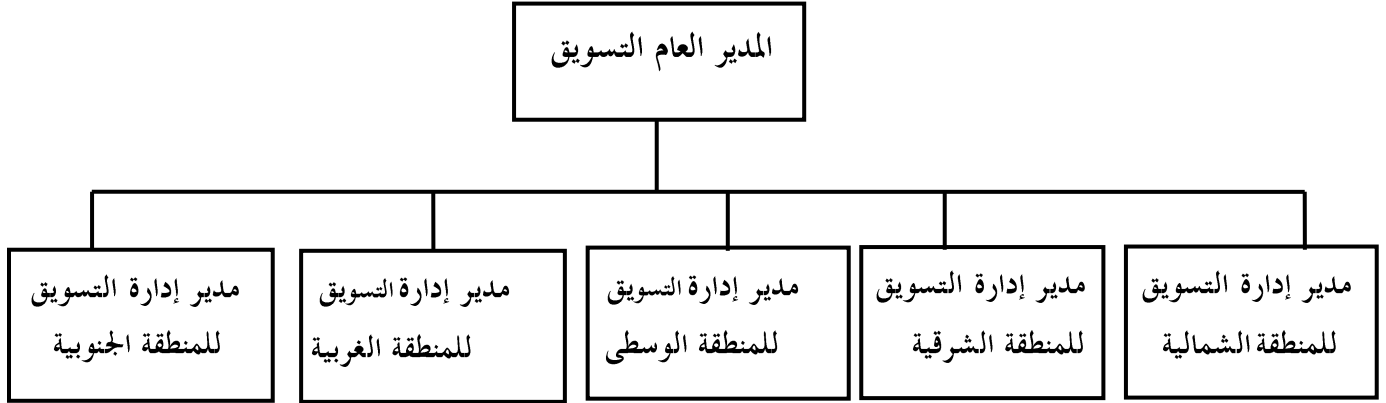 المدير العام التسويق
مدير إدارة التسويق
للمنطقة الشمالية
مدير إدارة التسويق
للمنطقة الشرقية
مدير إدارة التسويق
للمنطقة الوسطى
مدير إدارة التسويق
للمنطقة الغربية
مدير إدارة التسويق
للمنطقة الجنوبية